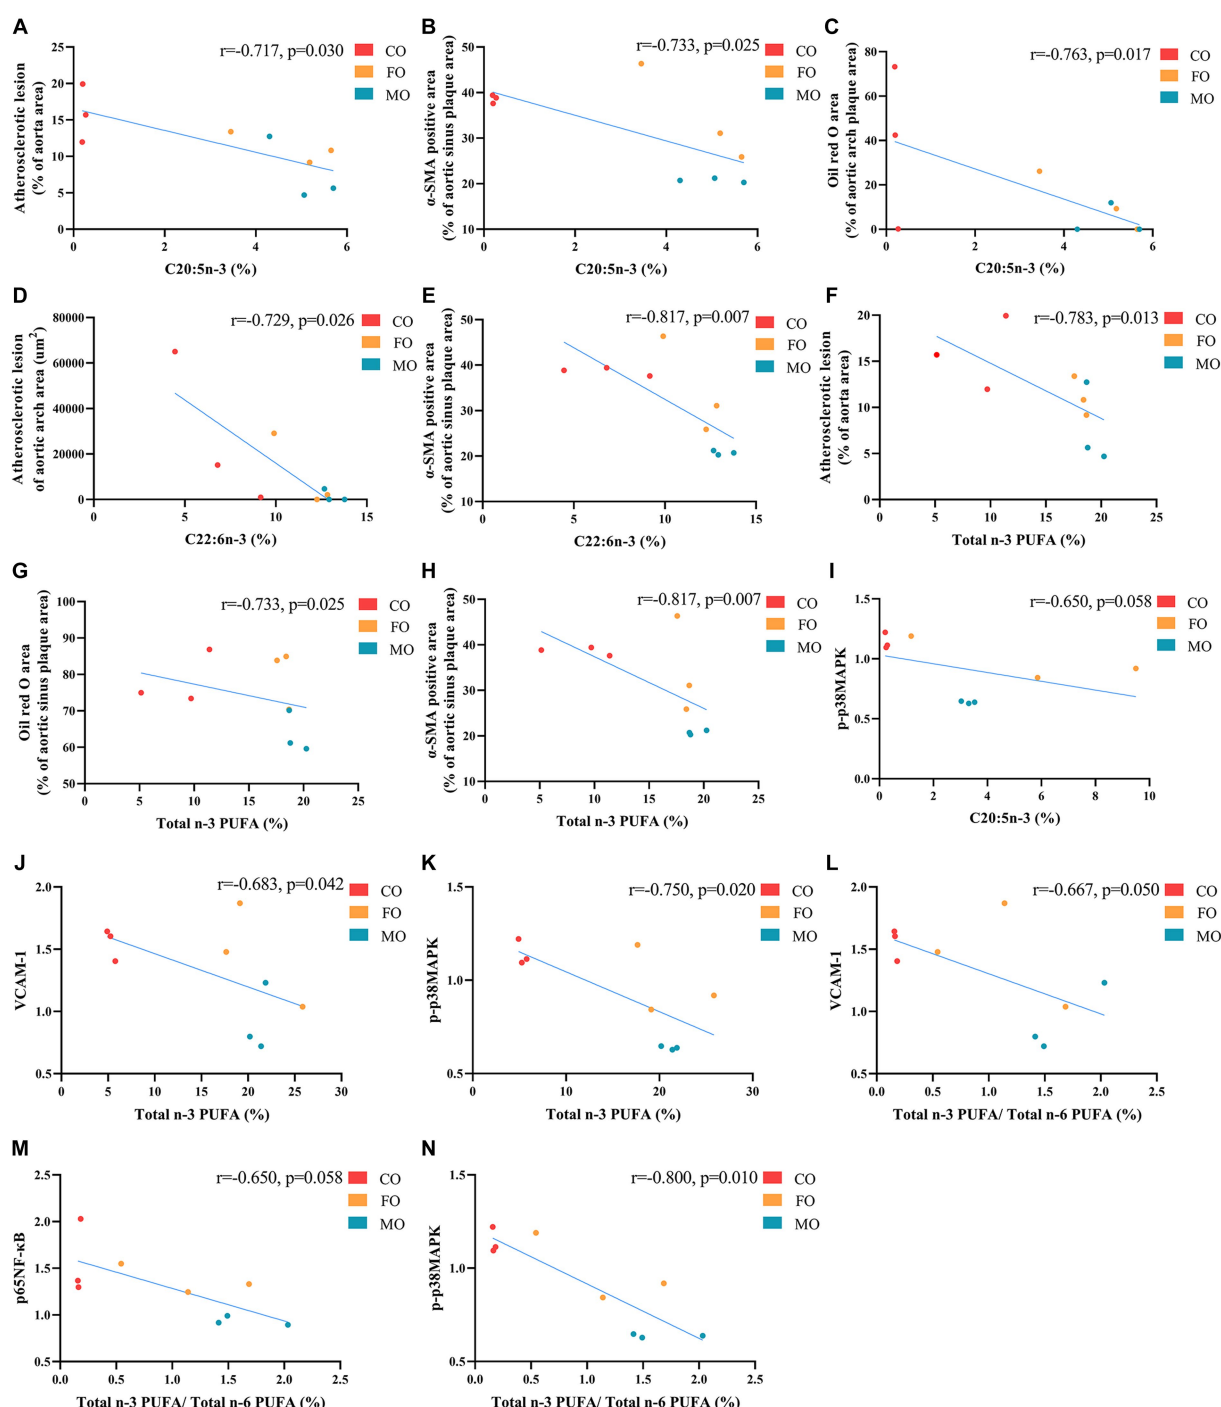 A
r=-0.717, p=0.030
CO
FO
MO
Atherosclerotic lesion
(% of aorta area)
25
20
15
10
5
0
0 2 4 6
C20:5n-3 (%)
B
r=-0.733, p=0.025
CO
FO
MO
α-SMA positive area
(% of aortic sinus plaque area)
50
40
30
20
10
0 2 4 6
C20:5n-3 (%)
C
r=-0.763, p=0.017
CO
FO
MO
Oil red O area
(% of aortic arch plaque area)
80
60
40
20
0
0 2 4 6
C20:5n-3 (%)
D
r=-0.729, p=0.026
CO
FO
MO
Atherosclerotic lesion
of aortic arch area (um²)
80000
60000
40000
20000
0
0 5 10 15
C22:6n-3 (%)
E
r=-0.817, p=0.007
CO
FO
MO
α-SMA positive area
(% of aortic sinus plaque area)
50
40
30
20
10
0 5 10 15
C22:6n-3 (%)
F
r=-0.783, p=0.013
CO
FO
MO
Atherosclerotic lesion
(% of aorta area)
20
15
10
5
0
0 5 10 15 20 25
Total n-3 PUFA (%)
G
r=-0.733, p=0.025
CO
FO
MO
Oil red O area
(% of aortic sinus plaque area)
100
90
80
70
60
50
0 5 10 15 20 25
Total n-3 PUFA (%)
H
r=-0.817, p=0.007
CO
FO
MO
α-SMA positive area
(% of aortic sinus plaque area)
50
40
30
20
10
0 5 10 15 20 25
Total n-3 PUFA (%)
I
r=-0.650, p=0.058
CO
FO
MO
p-p38MAPK
1.5
1.0
0.5
0.0
0 2 4 6 8 10
C20:5n-3 (%)
J
r=-0.683, p=0.042
CO
FO
MO
VCAM-1
2.0
1.5
1.0
0.5
0 5 10 15 20 25 30
Total n-3 PUFA (%)
K
r=-0.750, p=0.020
CO
FO
MO
p-p38MAPK
1.5
1.0
0.5
0 10 20 30
Total n-3 PUFA (%)
L
r=-0.667, p=0.050
CO
FO
MO
VCAM-1
2.0
1.5
1.0
0.5
0.0 0.5 1.0 1.5 2.0 2.5
Total n-3 PUFA/ Total n-6 PUFA (%)
M
r=-0.650, p=0.058
CO
FO
MO
p65NF-κB
2.5
2.0
1.5
1.0
0.5
0.0 0.5 1.0 1.5 2.0 2.5
Total n-3 PUFA/ Total n-6 PUFA (%)
N
r=-0.800, p=0.010
CO
FO
MO
p-p38MAPK
1.5
1.0
0.5
0.0 0.5 1.0 1.5 2.0 2.5
Total n-3 PUFA/ Total n-6 PUFA (%)